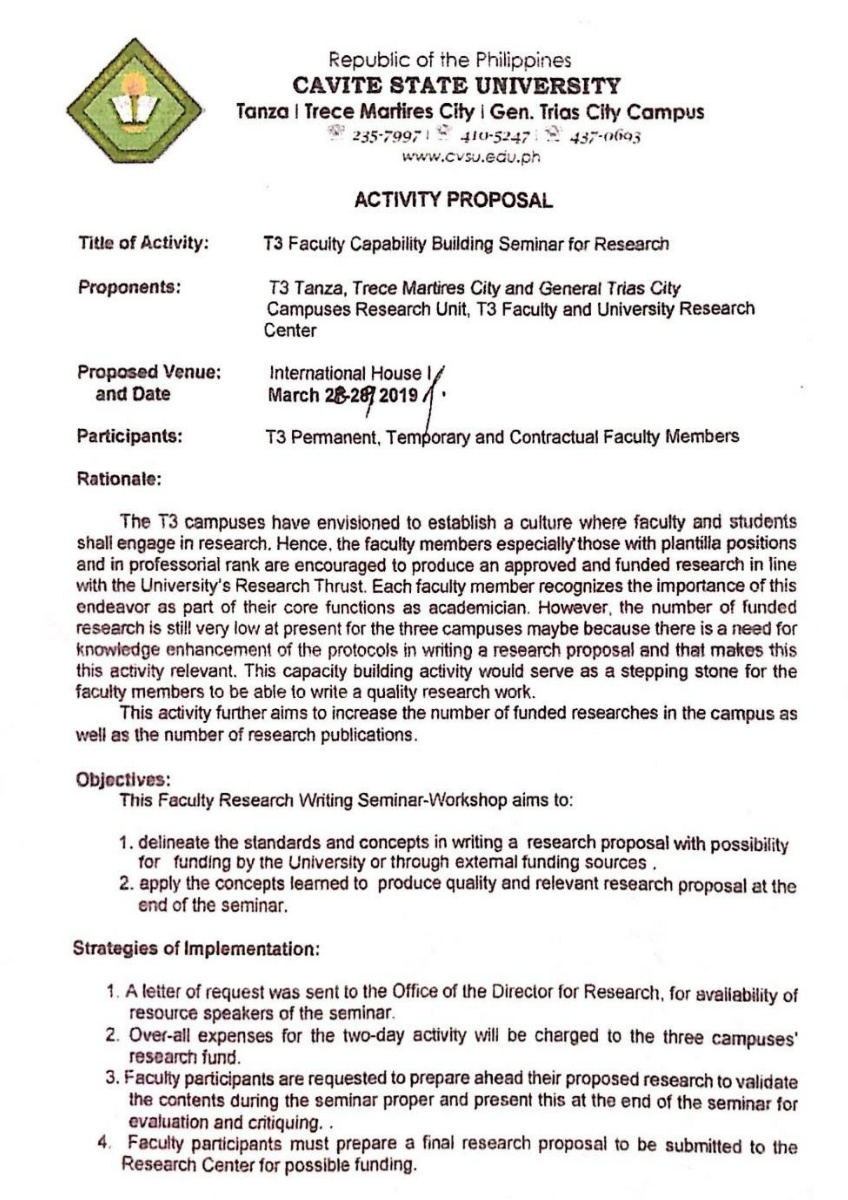 Republic of the Philippines
CAVITE STATE UNIVERSITY
Tanza | Trece Martires City | Gen. Trias City Campus
☏ 235-7997 | ☏ 410-5247 | ☏ 437-0693
www.cvsu.edu.ph
ACTIVITY PROPOSAL
Title of Activity: T3 Faculty Capability Building Seminar for Research
Proponents: T3 Tanza, Trece Martires City and General Trias City
Campuses Research Unit, T3 Faculty and University Research
Center
Proposed Venue: International House I
and Date March 2019
Participants: T3 Permanent, Temporary and Contractual Faculty Members
Rationale:
The T3 campuses have envisioned to establish a culture where faculty and students
shall engage in research. Hence, the faculty members especially those with plantilla positions
and in professorial rank are encouraged to produce an approved and funded research in line
with the University's Research Thrust. Each faculty member recognizes the importance of this
endeavor as part of their core functions as academician. However, the number of funded
research is still very low at present for the three campuses maybe because there is a need for
knowledge enhancement of the protocols in writing a research proposal and that makes this
this activity relevant. This capacity building activity would serve as a stepping stone for the
faculty members to be able to write a quality research work.
This activity further aims to increase the number of funded researches in the campus as
well as the number of research publications.
Objectives:
This Faculty Research Writing Seminar-Workshop aims to:
1. delineate the standards and concepts in writing a research proposal with possibility
for funding by the University or through external funding sources .
2. apply the concepts learned to produce quality and relevant research proposal at the
end of the seminar.
Strategies of Implementation:
1. A letter of request was sent to the Office of the Director for Research, for availability of
resource speakers of the seminar.
2. Over-all expenses for the two-day activity will be charged to the three campuses'
research fund.
3. Faculty participants are requested to prepare ahead their proposed research to validate
the contents during the seminar proper and present this at the end of the seminar for
evaluation and critiquing. .
4. Faculty participants must prepare a final research proposal to be submitted to the
Research Center for possible funding.